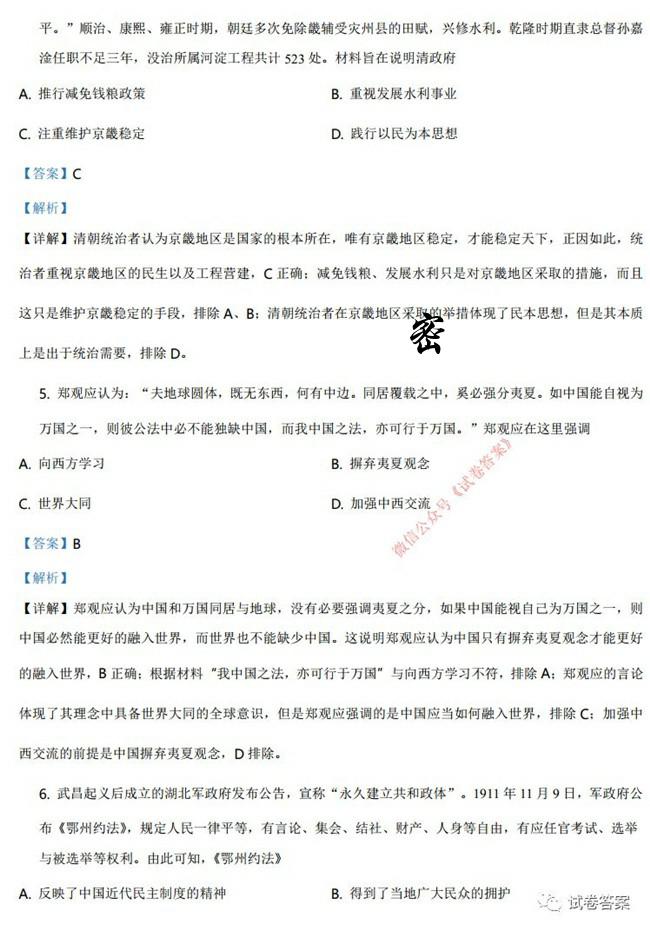 平。”顺治、康熙、雍正时期，朝廷多次免除畿辅受灾州县的田赋，兴修水利。乾隆时期直隶总督孙嘉
淦任职不足三年，没治所属河淀工程共计 523 处。材料旨在说明清政府
A. 推行减免钱粮政策 B. 重视发展水利事业
C. 注重维护京畿稳定 D. 践行以民为本思想
【答案】C
【解析】
【详解】清朝统治者认为京畿地区是国家的根本所在，唯有京畿地区稳定，才能稳定天下，正因如此，统
治者重视京畿地区的民生以及工程营建，C 正确；减免钱粮、发展水利只是对京畿地区采取的措施，而且
这只是维护京畿稳定的手段，排除 A、B；清朝统治者在京畿地区采取的举措体现了民本思想，但是其本质
上是出于统治需要，排除 D。
密
5. 郑观应认为：“夫地球圆体，既无东西，何有中边。同居覆载之中，奚必强分夷夏。如中国能自视为
万国之一，则彼公法中必不能独缺中国，而我中国之法，亦可行于万国。”郑观应在这里强调
A. 向西方学习 B. 摒弃夷夏观念
C. 世界大同 D. 加强中西交流
微信公众号《试卷答案》
【答案】B
【解析】
【详解】郑观应认为中国和万国同居与地球，没有必要强调夷夏之分，如果中国能视自己为万国之一，则
中国必然能更好的融入世界，而世界也不能缺少中国。这说明郑观应认为中国只有摒弃夷夏观念才能更好
的融入世界，B 正确；根据材料“我中国之法，亦可行于万国”与向西方学习不符，排除 A；郑观应的言论
体现了其理念中具备世界大同的全球意识，但是郑观应强调的是中国应当如何融入世界，排除 C；加强中
西交流的前提是中国摒弃夷夏观念，D 排除。
6. 武昌起义后成立的湖北军政府发布公告，宣称“永久建立共和政体”。1911 年 11 月 9 日，军政府公
布《鄂州约法》，规定人民一律平等，有言论、集会、结社、财产、人身等自由，有应任官考试、选举
与被选举等权利。由此可知，《鄂州约法》
A. 反映了中国近代民主制度的精神 B. 得到了当地广大民众的拥护
试卷答案